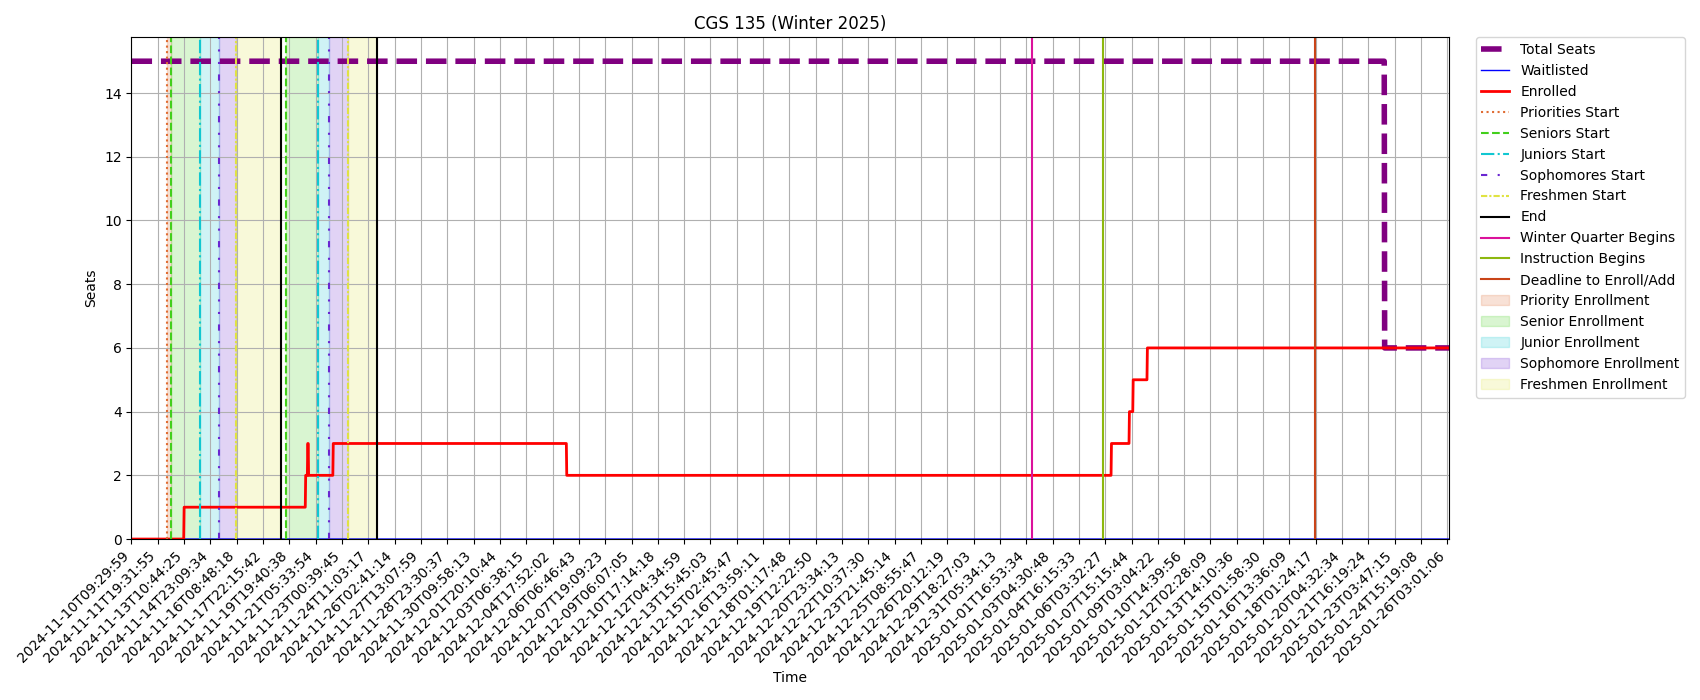 CGS 135 (Winter 2025)
Seats
14
12
10
8
6
4
2
0
2024-11-10T09:29:59
2024-11-11T19:31:55
2024-11-13T10:44:25
2024-11-14T23:09:34
2024-11-16T08:48:18
2024-11-17T22:15:42
2024-11-19T19:40:38
2024-11-21T05:33:54
2024-11-23T00:39:45
2024-11-24T11:03:17
2024-11-26T02:41:14
2024-11-27T13:07:59
2024-11-28T23:30:37
2024-11-30T09:58:13
2024-12-01T20:10:44
2024-12-03T06:38:15
2024-12-04T17:52:02
2024-12-06T06:46:43
2024-12-07T19:09:23
2024-12-09T06:07:05
2024-12-10T17:14:18
2024-12-12T04:34:59
2024-12-13T15:45:03
2024-12-15T02:45:47
2024-12-16T13:59:11
2024-12-18T01:17:48
2024-12-19T12:22:50
2024-12-20T23:34:13
2024-12-22T10:37:30
2024-12-23T21:45:14
2024-12-25T08:55:47
2024-12-26T20:12:19
2024-12-29T18:27:03
2024-12-31T05:34:13
2025-01-01T16:53:34
2025-01-03T04:30:48
2025-01-04T16:15:33
2025-01-06T03:32:27
2025-01-07T15:15:44
2025-01-09T03:04:22
2025-01-10T14:39:56
2025-01-12T02:28:09
2025-01-13T14:10:36
2025-01-15T01:58:30
2025-01-16T13:36:09
2025-01-18T01:24:17
2025-01-20T04:32:34
2025-01-21T16:19:24
2025-01-23T03:47:15
2025-01-24T15:19:08
2025-01-26T03:01:06
Time
Total Seats
Waitlisted
Enrolled
Priorities Start
Seniors Start
Juniors Start
Sophomores Start
Freshmen Start
End
Winter Quarter Begins
Instruction Begins
Deadline to Enroll/Add
Priority Enrollment
Senior Enrollment
Junior Enrollment
Sophomore Enrollment
Freshmen Enrollment